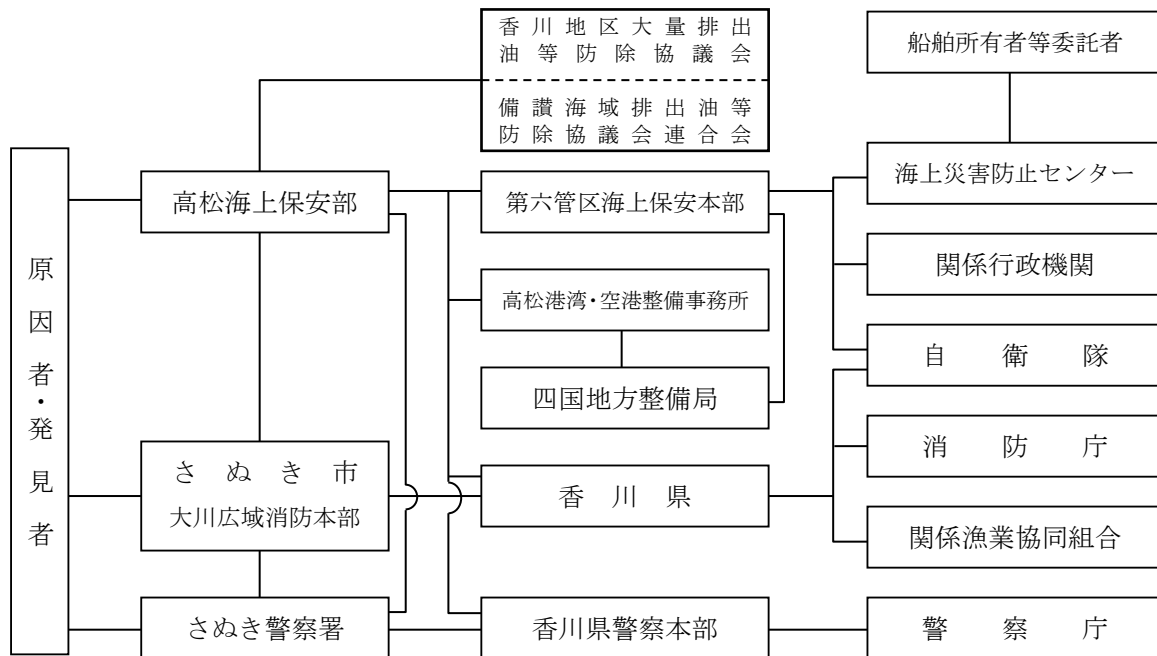 香川地区大量排出
油等防除協議会
備讃海域排出油等
防除協議会連合会
船舶所有者等委託者
原因者・発見者
高松海上保安部
第六管区海上保安本部
海上災害防止センター
関係行政機関
高松港湾・空港整備事務所
自衛隊
四国地方整備局
さぬき市
大川広域消防本部
香川県
消防庁
関係漁業協同組合
さぬき警察署
香川県警察本部
警察庁